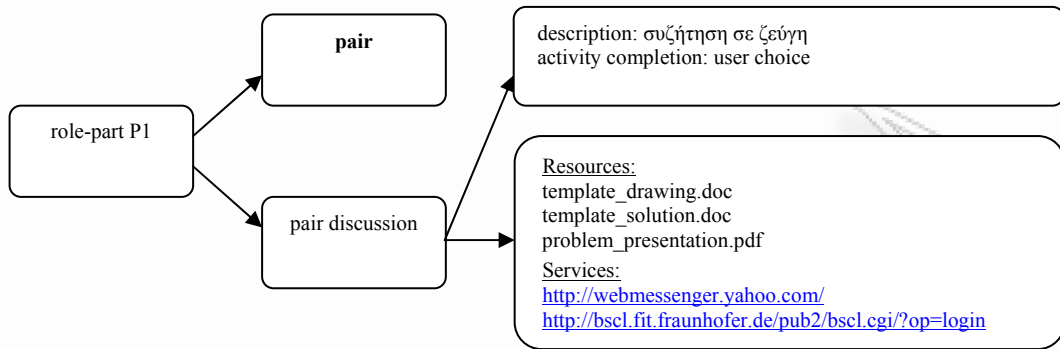 pair
description: συζήτηση σε ζεύγη
activity completion: user choice
role-part P1
pair discussion
Resources:
template_drawing.doc
template_solution.doc
problem_presentation.pdf
Services:
http://webmessenger.yahoo.com/
http://bscl.fit.fraunhofer.de/pub2/bscl.cgi/?op=login